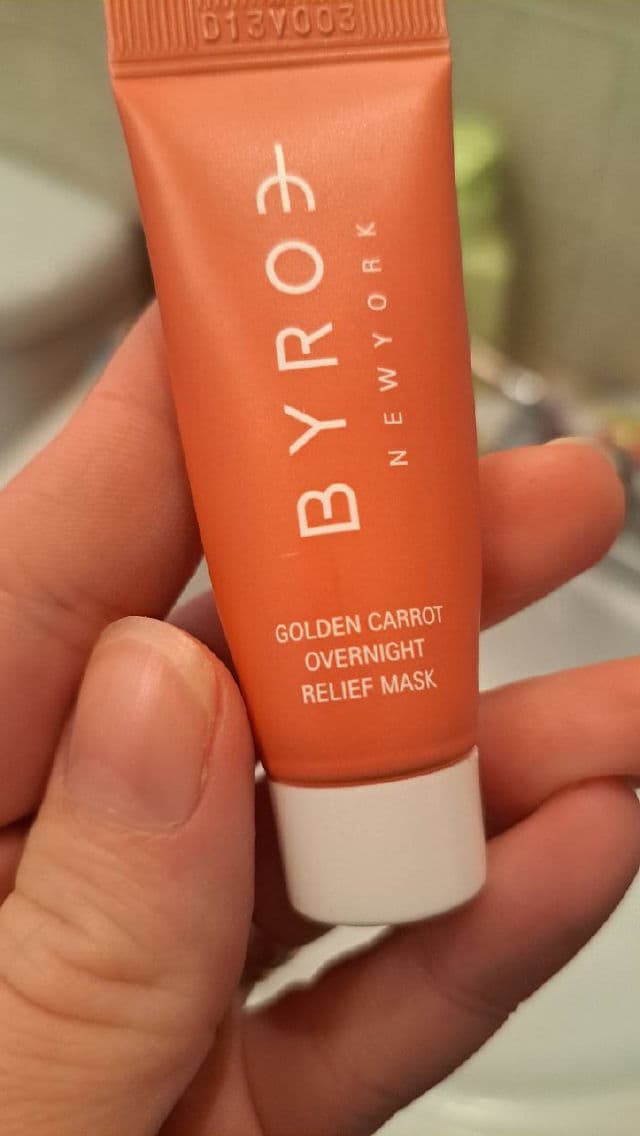 D13V003
BYROE
NEW YORK
GOLDEN CARROT
OVERNIGHT
RELIEF MASK